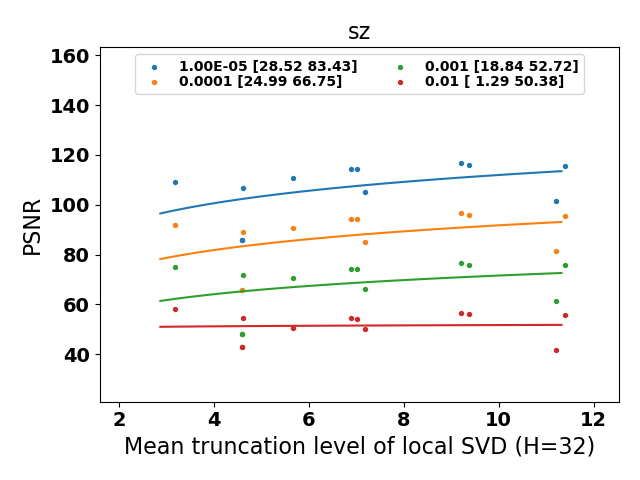 sz
1.00E-05 [28.52 83.43]
0.0001 [24.99 66.75]
0.001 [18.84 52.72]
0.01 [ 1.29 50.38]
160
140
120
100
80
60
40
PSNR
2 4 6 8 10 12
Mean truncation level of local SVD (H=32)